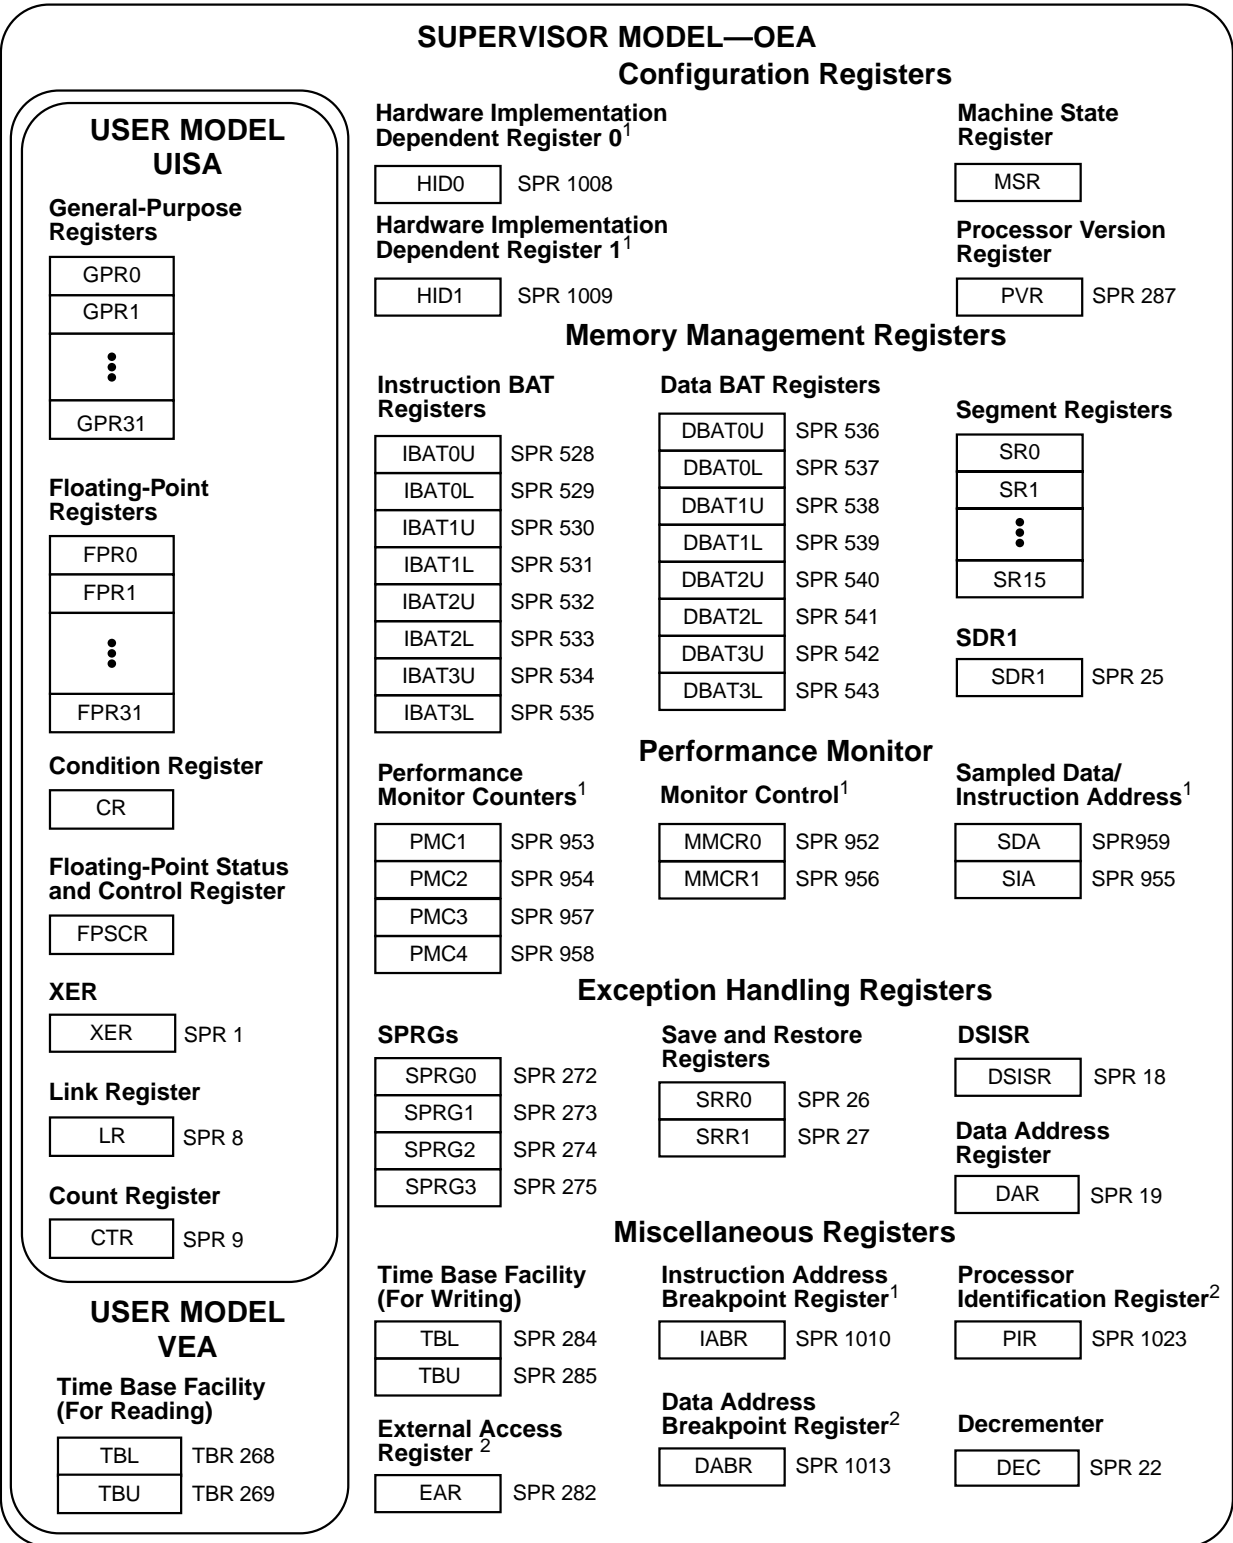 SUPERVISOR MODEL—OEA
Configuration Registers
USER MODEL
UISA
General-Purpose
Registers
GPR0
GPR1
GPR31
Floating-Point
Registers
FPR0
FPR1
FPR31
Condition Register
CR
Floating-Point Status
and Control Register
FPSCR
XER
XER SPR 1
Link Register
LR SPR 8
Count Register
CTR SPR 9
USER MODEL
VEA
Time Base Facility
(For Reading)
TBL TBR 268
TBU TBR 269
Hardware Implementation
Dependent Register 0¹
HID0 SPR 1008
Hardware Implementation
Dependent Register 1¹
HID1 SPR 1009
Machine State
Register
MSR
Processor Version
Register
PVR SPR 287
Memory Management Registers
Instruction BAT
Registers
IBAT0U SPR 528
IBAT0L SPR 529
IBAT1U SPR 530
IBAT1L SPR 531
IBAT2U SPR 532
IBAT2L SPR 533
IBAT3U SPR 534
IBAT3L SPR 535
Data BAT Registers
DBAT0U SPR 536
DBAT0L SPR 537
DBAT1U SPR 538
DBAT1L SPR 539
DBAT2U SPR 540
DBAT2L SPR 541
DBAT3U SPR 542
DBAT3L SPR 543
Segment Registers
SR0
SR1
SR15
SDR1
SDR1 SPR 25
Performance Monitor
Performance
Monitor Counters¹
PMC1 SPR 953
PMC2 SPR 954
PMC3 SPR 957
PMC4 SPR 958
Monitor Control¹
MMCR0 SPR 952
MMCR1 SPR 956
Sampled Data/
Instruction Address¹
SDA SPR959
SIA SPR 955
Exception Handling Registers
SPRGs
SPRG0 SPR 272
SPRG1 SPR 273
SPRG2 SPR 274
SPRG3 SPR 275
Save and Restore
Registers
SRR0 SPR 26
SRR1 SPR 27
DSISR
DSISR SPR 18
Data Address
Register
DAR SPR 19
Miscellaneous Registers
Time Base Facility
(For Writing)
TBL SPR 284
TBU SPR 285
External Access
Register ²
EAR SPR 282
Instruction Address
Breakpoint Register¹
IABR SPR 1010
Data Address
Breakpoint Register²
DABR SPR 1013
Processor
Identification Register²
PIR SPR 1023
Decrementer
DEC SPR 22